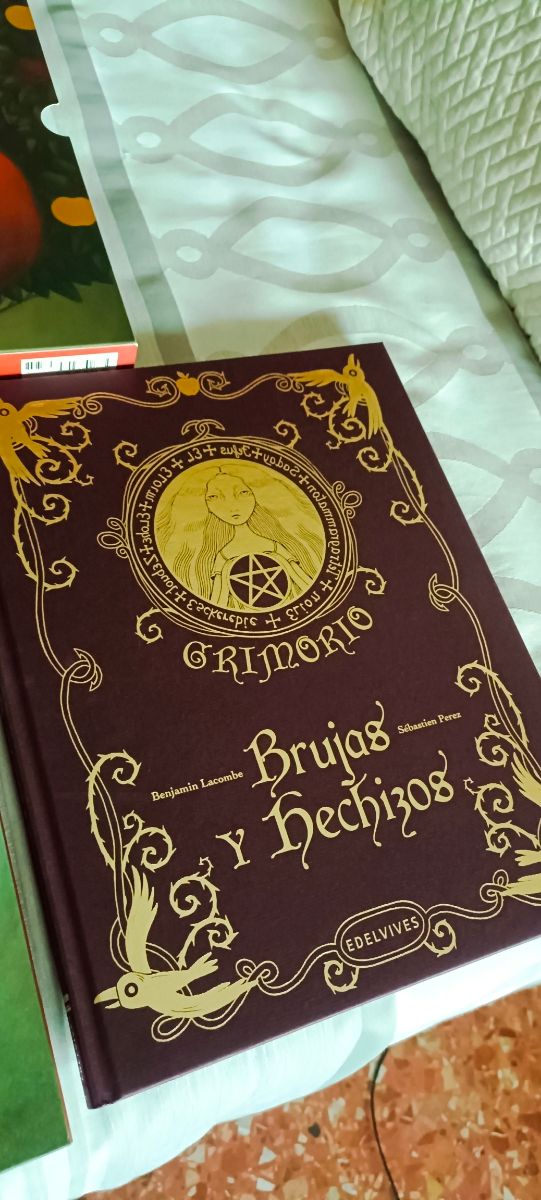 GRIMORIO
Benjamin Lacombe
Brujas
Sébastien Perez
Y Hechizos
EDELVIVES